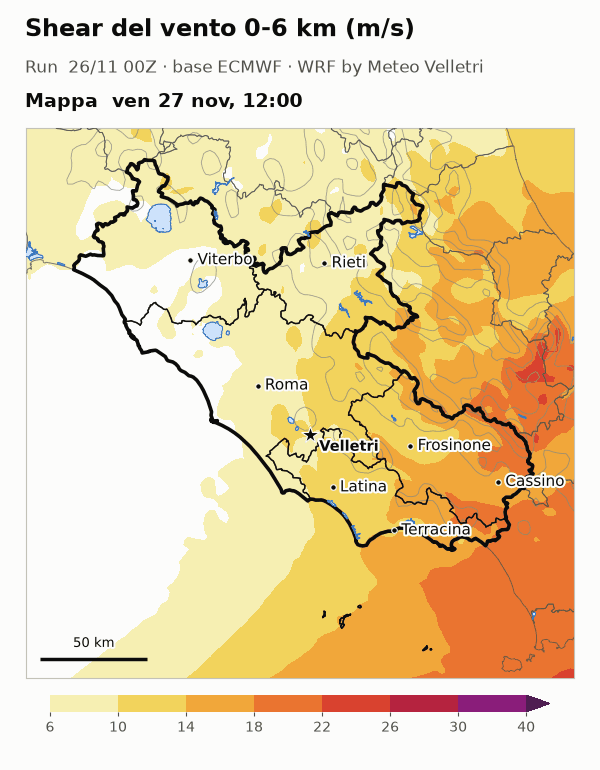 Shear del vento 0-6 km (m/s)
Run  26/11 00Z · base ECMWF · WRF by Meteo Velletri
Mappa  ven 27 nov, 12:00
Viterbo
Rieti
Roma
Velletri
Frosinone
Latina
Cassino
Terracina
50 km
6 10 14 18 22 26 30 40